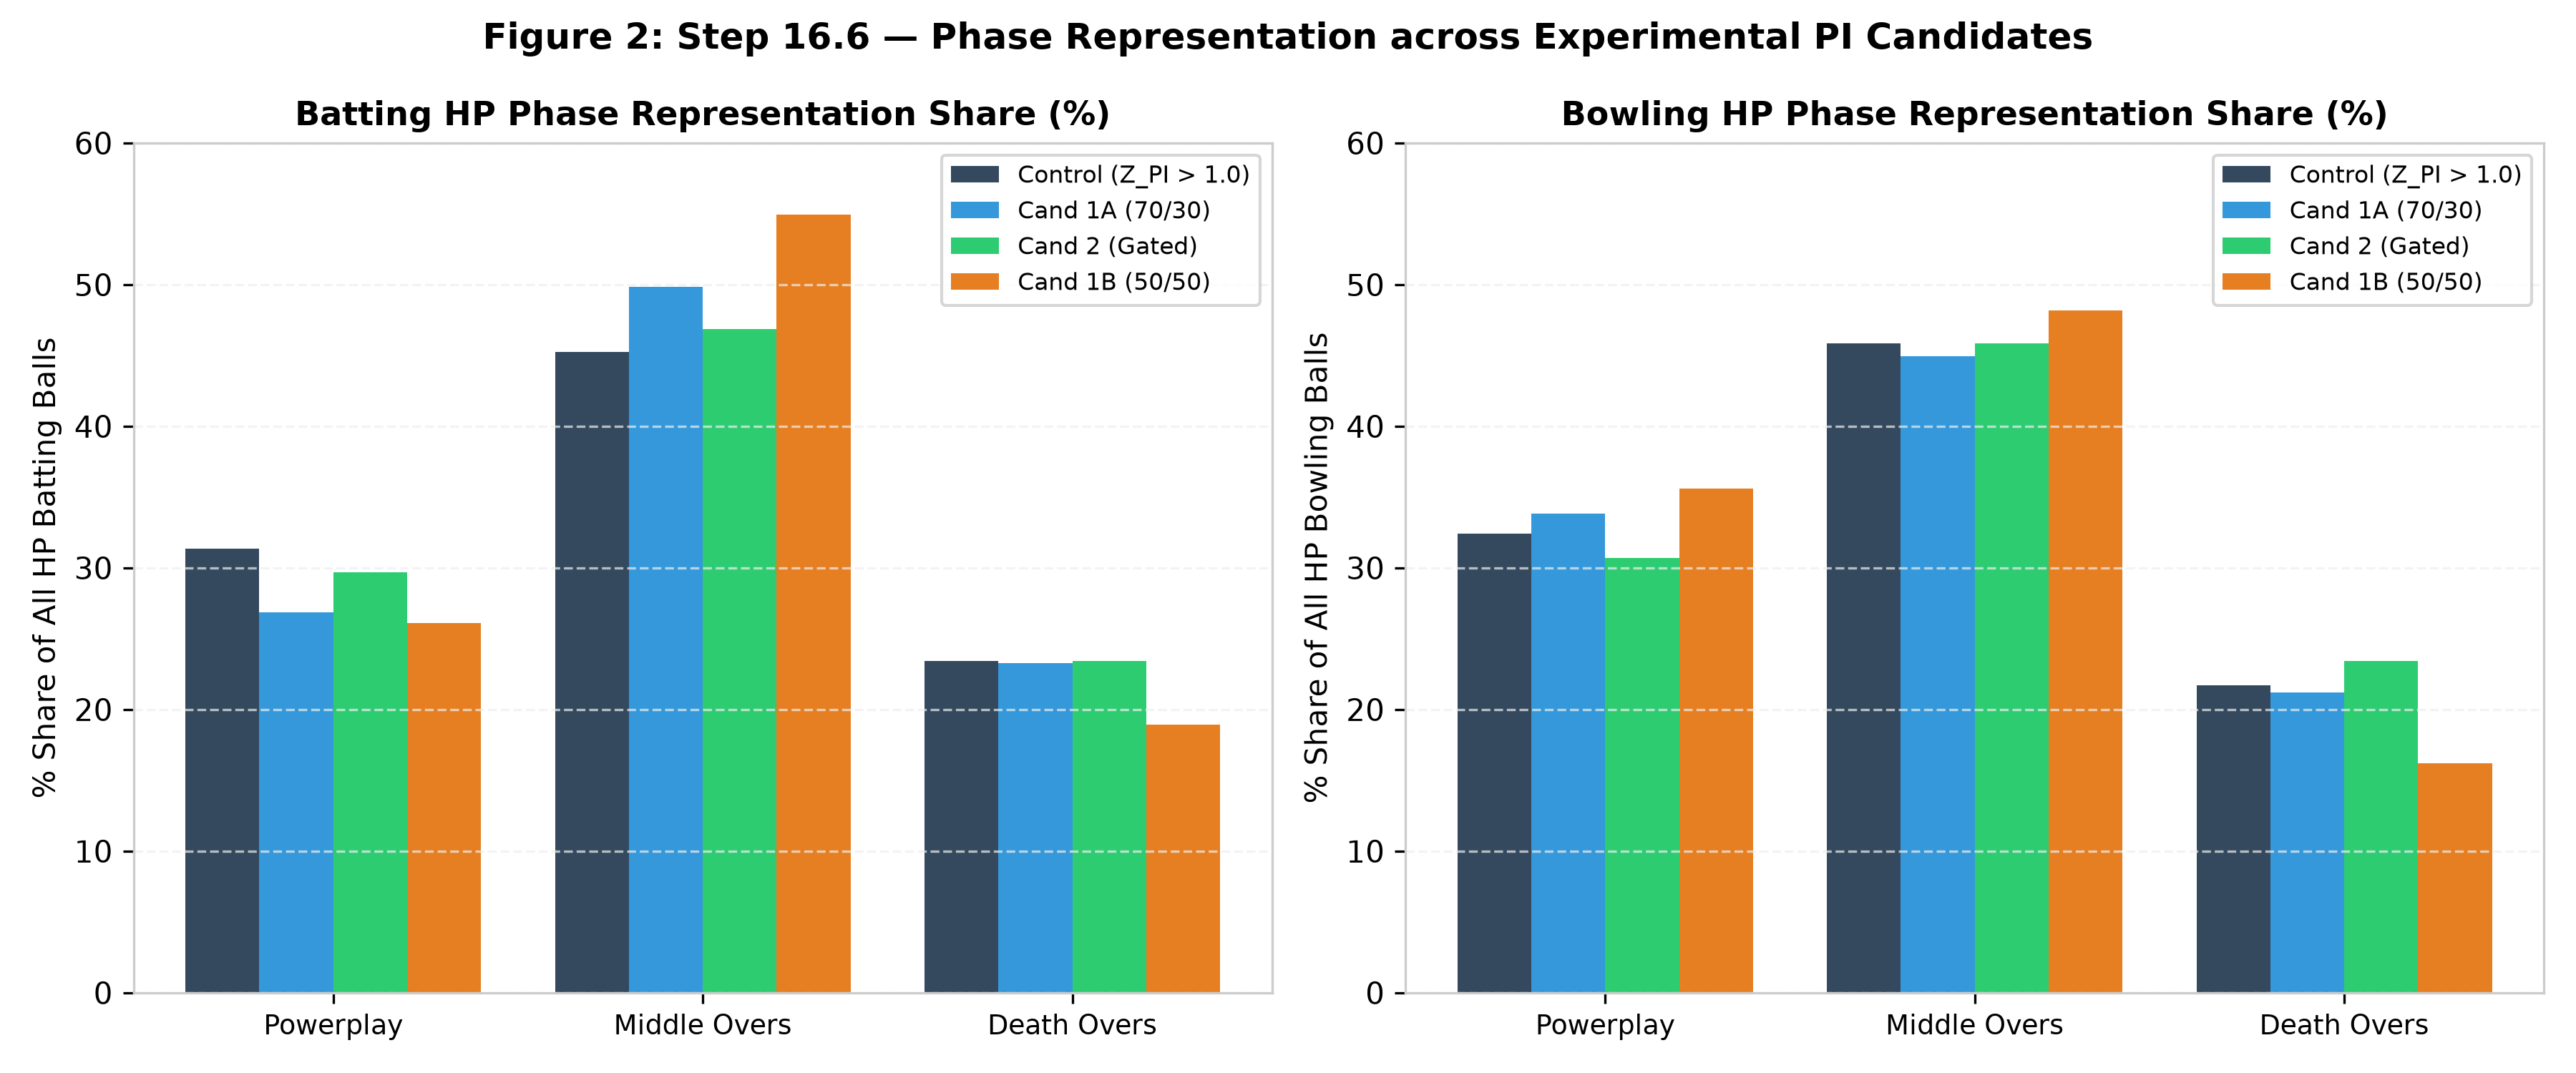 Figure 2: Step 16.6 — Phase Representation across Experimental PI Candidates
Batting HP Phase Representation Share (%)
% Share of All HP Batting Balls
60
50
40
30
20
10
0
Powerplay
Middle Overs
Death Overs
Control (Z_PI > 1.0)
Cand 1A (70/30)
Cand 2 (Gated)
Cand 1B (50/50)
Bowling HP Phase Representation Share (%)
% Share of All HP Bowling Balls
60
50
40
30
20
10
0
Powerplay
Middle Overs
Death Overs
Control (Z_PI > 1.0)
Cand 1A (70/30)
Cand 2 (Gated)
Cand 1B (50/50)